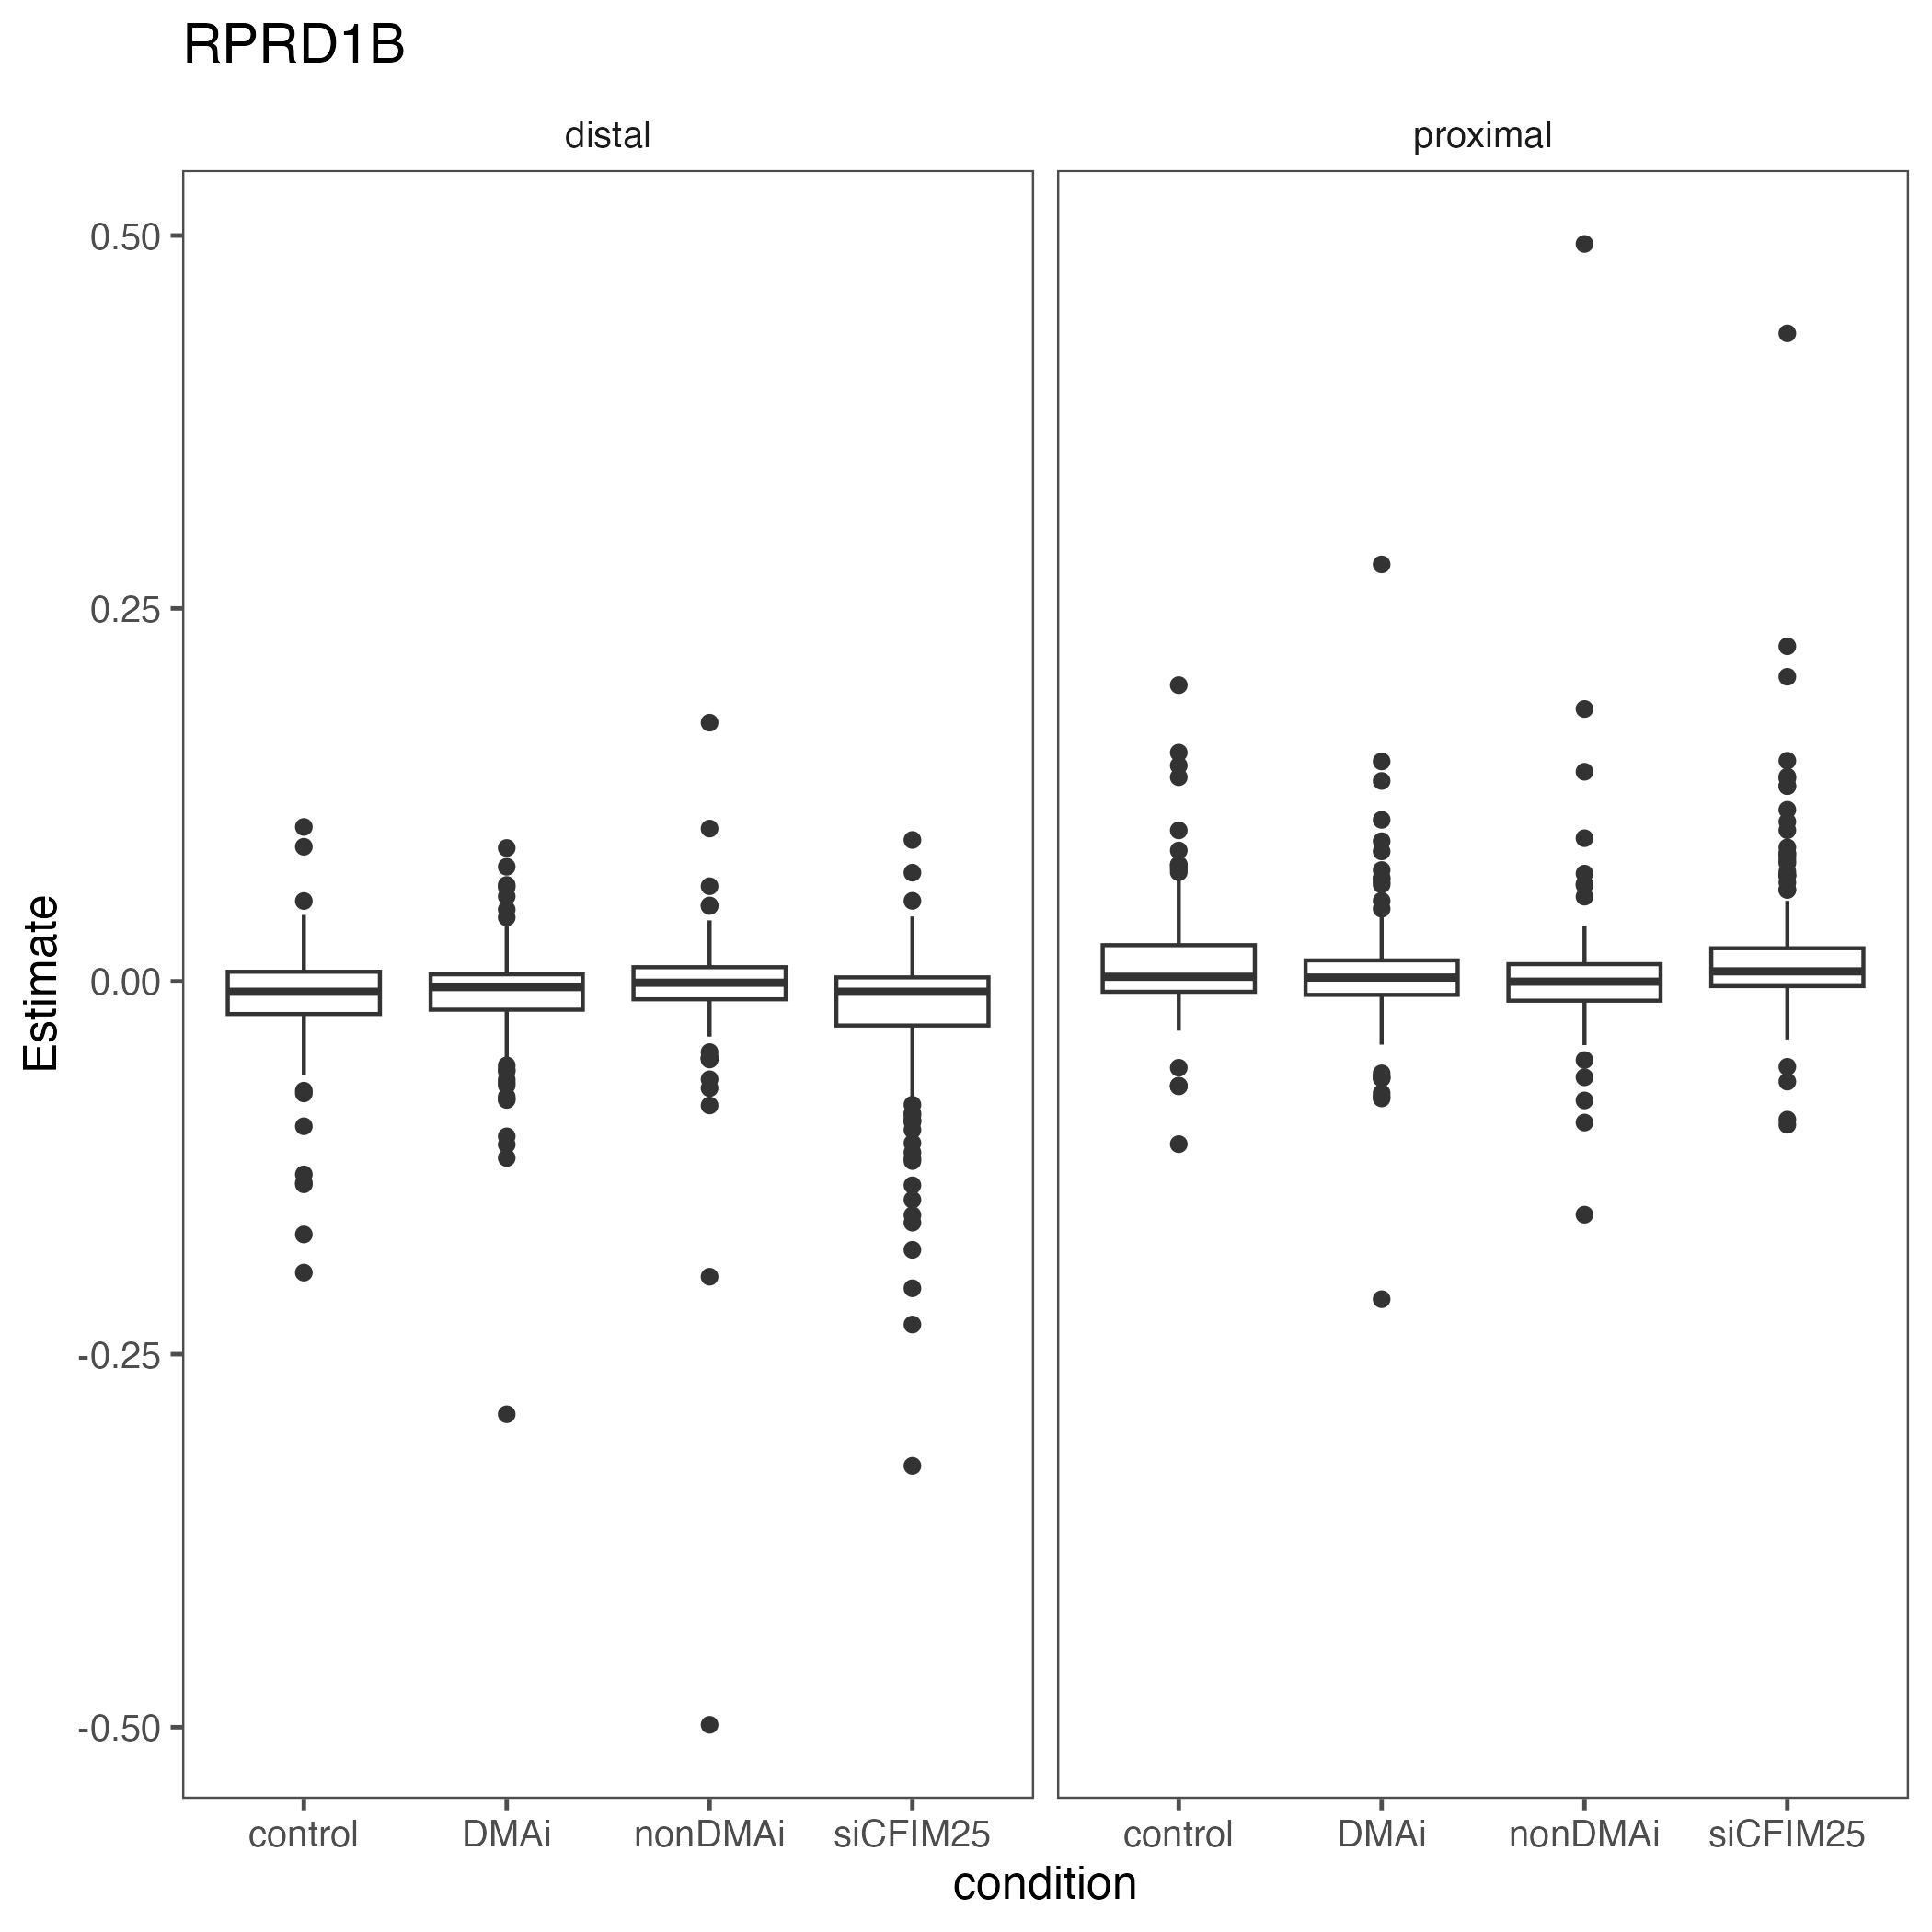 RPRD1B
distal
proximal
0.50
0.25
0.00
-0.25
-0.50
Estimate
control
DMAi
nonDMAi
siCFIM25
control
DMAi
nonDMAi
siCFIM25
condition